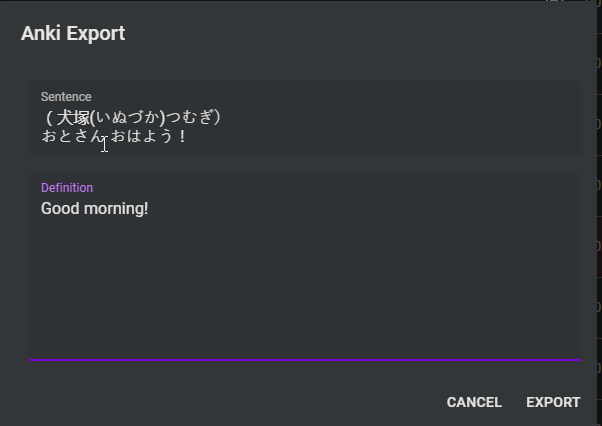 Anki Export
Sentence
(犬塚(いぬづか)つむぎ)
おとさん おはよう!
Definition
Good morning!
CANCEL
EXPORT